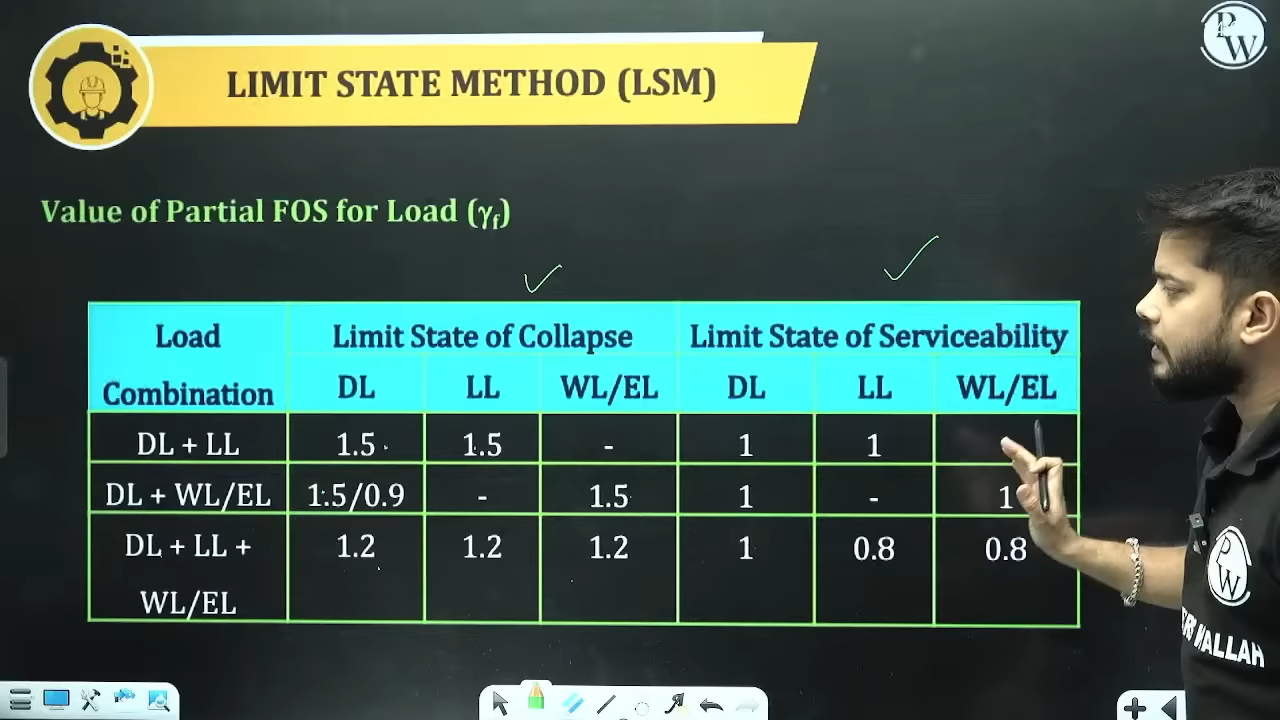 PW
LIMIT STATE METHOD (LSM)
Value of Partial FOS for Load (γf)
Load Combination Limit State of Collapse Limit State of Serviceability
DL LL WL/EL DL LL WL/EL
DL + LL 1.5 1.5 - 1 1
DL + WL/EL 1.5/0.9 - 1.5 1 - 1
DL + LL + WL/EL 1.2 1.2 1.2 1 0.8 0.8
PW
WALLAH